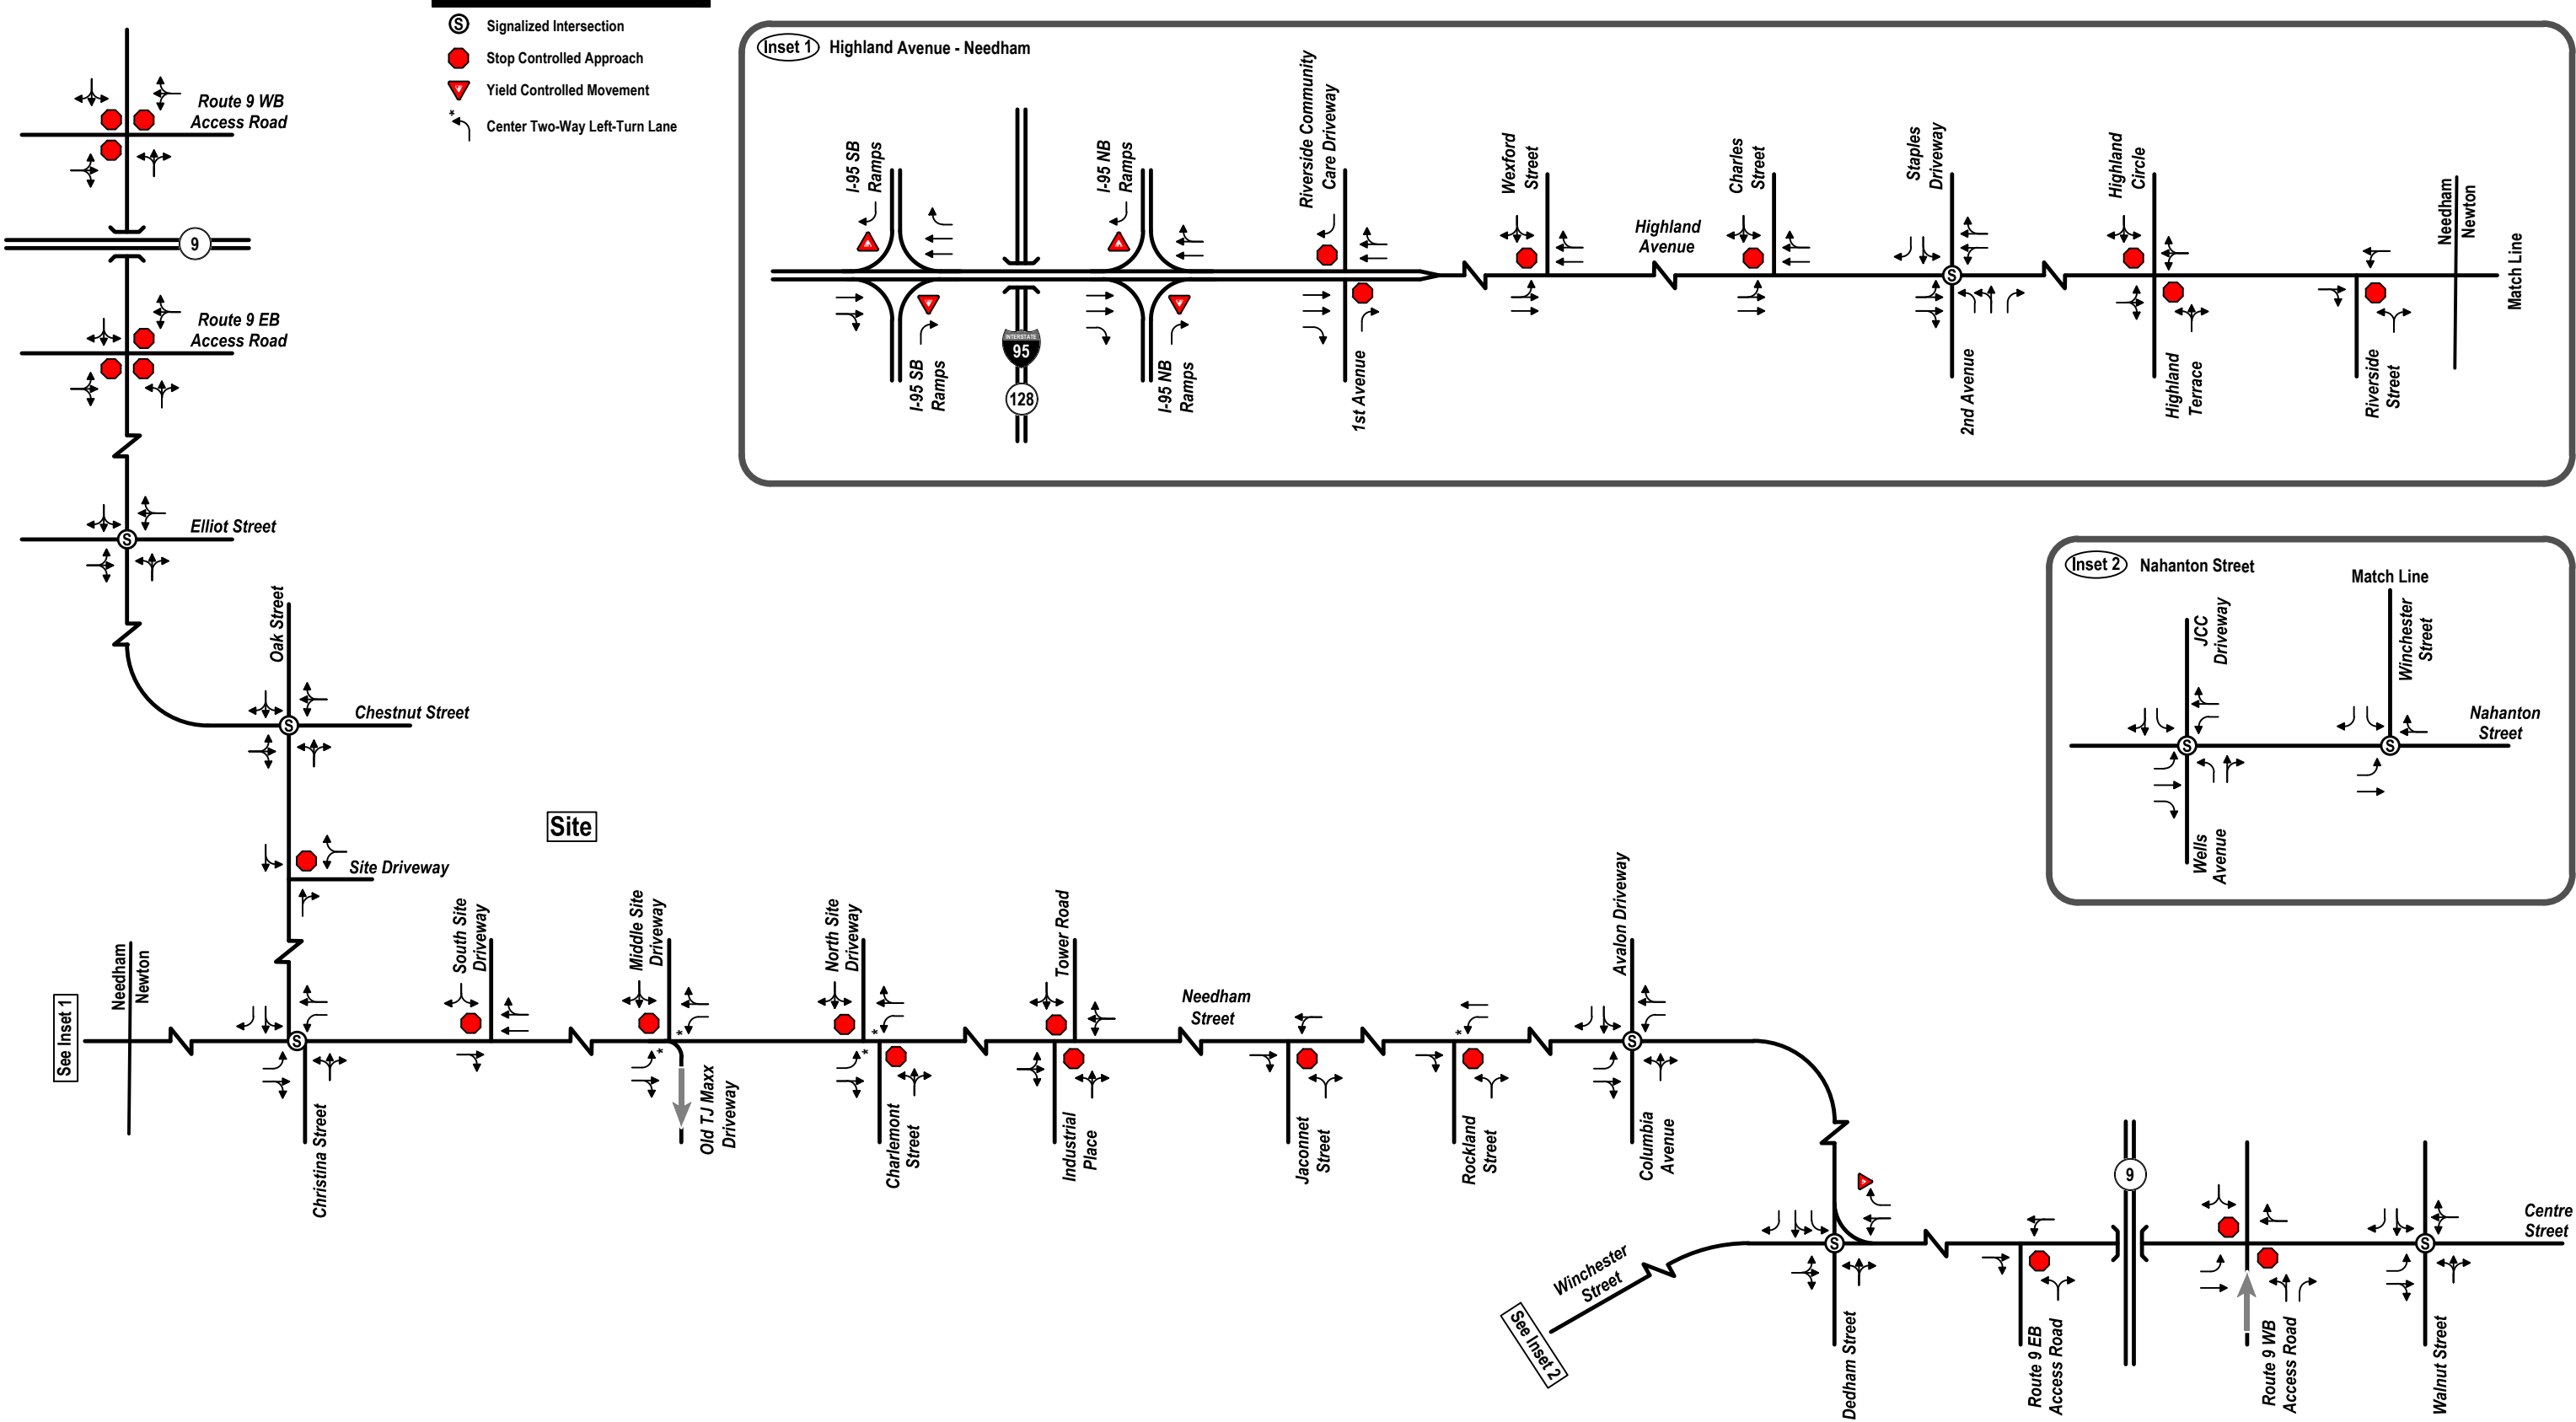 S Signalized Intersection
Stop Controlled Approach
Yield Controlled Movement
* Center Two-Way Left-Turn Lane
Inset 1 Highland Avenue - Needham
I-95 SB
Ramps
I-95 NB
Ramps
Riverside Community
Care Driveway
Wexford
Street
Highland
Avenue
Charles
Street
Staples
Driveway
Highland
Circle
Needham
Newton
Match Line
S
I-95 SB
Ramps
INTERSTATE
95
128
I-95 NB
Ramps
1st Avenue
2nd Avenue
Highland
Terrace
Riverside
Street
Route 9 WB
Access Road
9
Route 9 EB
Access Road
S
Elliot Street
Oak Street
S
Chestnut Street
Site
Site Driveway
Inset 2 Nahanton Street
Match Line
JCC
Driveway
Winchester
Street
Nahanton
Street
S
S
Wells
Avenue
See Inset 1
Needham
Newton
S
Christina Street
South Site
Driveway
Middle Site
Driveway
*
*
Old TJ Maxx
Driveway
North Site
Driveway
*
*
Charlemont
Street
Tower Road
Industrial
Place
Needham
Street
Jaconnet
Street
*
Rockland
Street
Avalon Driveway
S
Columbia
Avenue
Winchester
Street
See Inset 2
S
Dedham Street
Route 9 EB
Access Road
9
Route 9 WB
Access Road
S
Walnut Street
Centre
Street